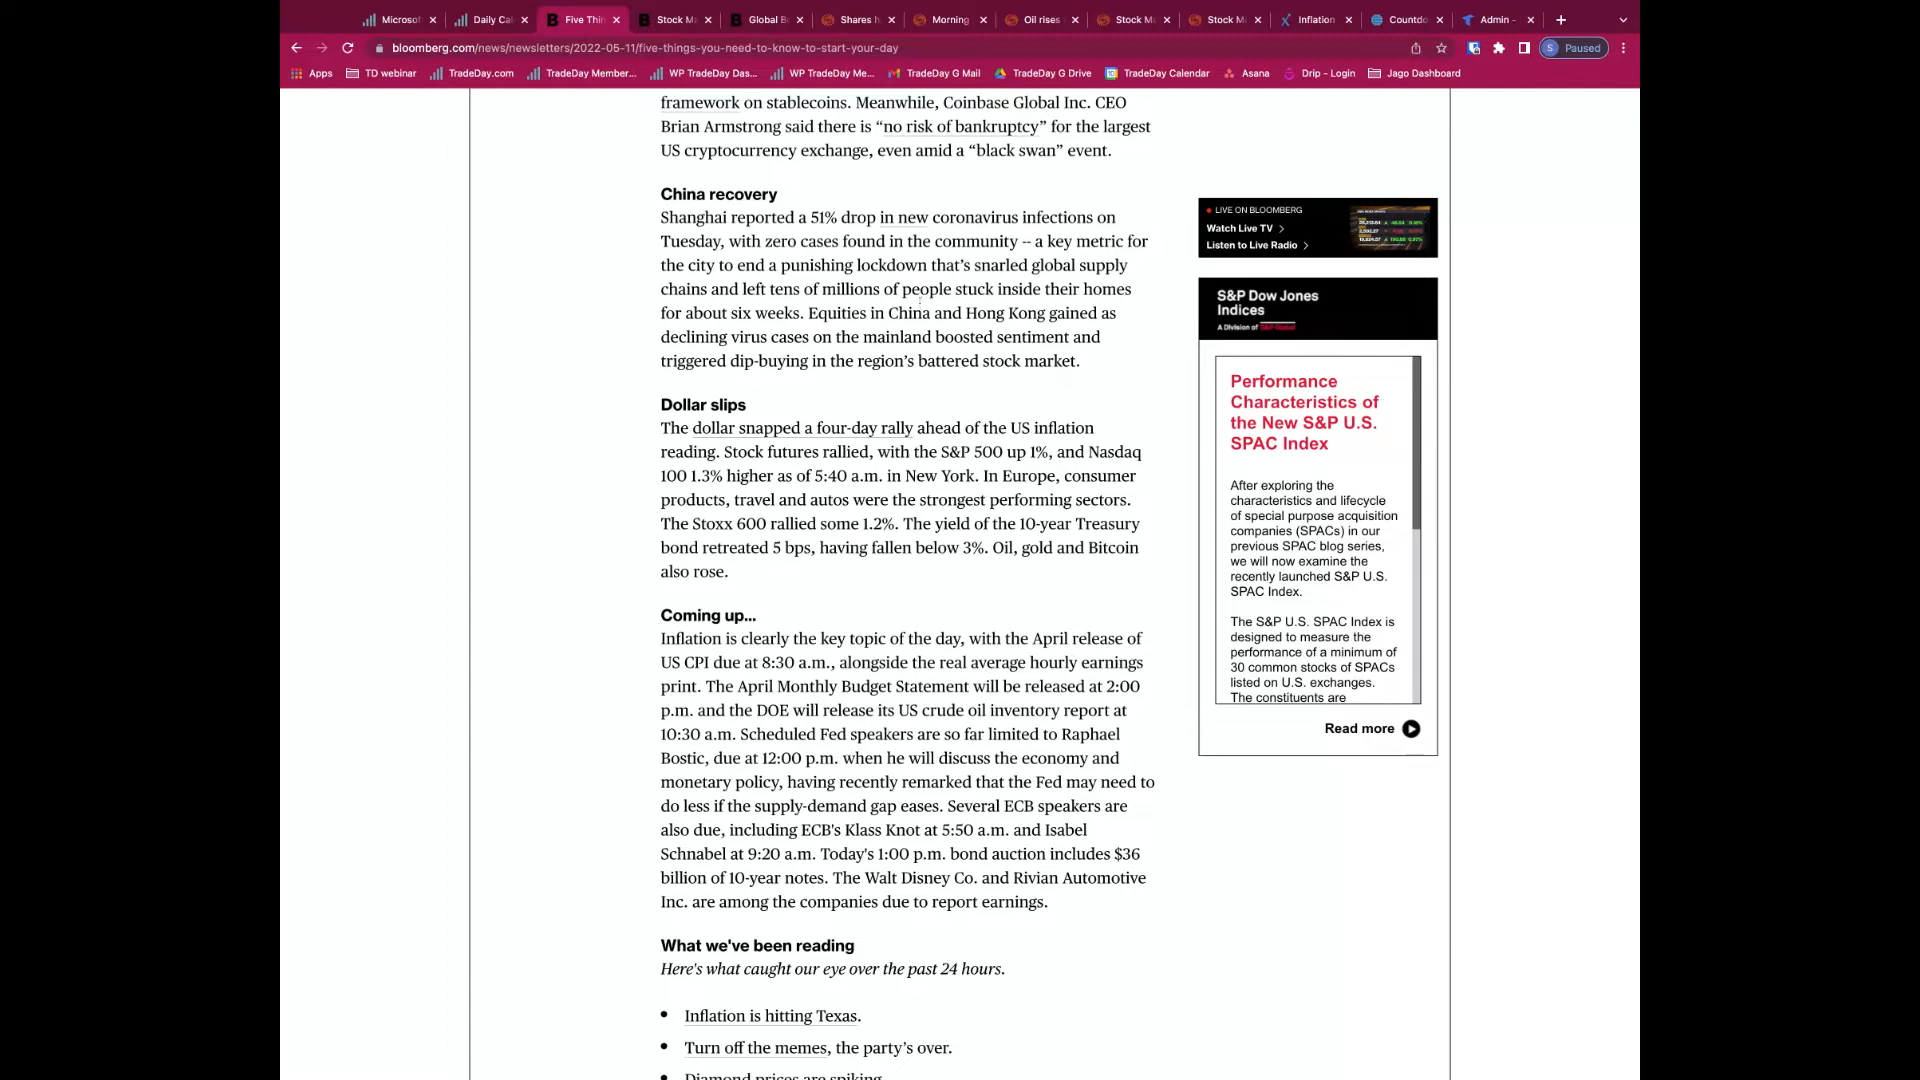 Microsof
Daily Cal
Five Thin
Stock Ma
Global B
Shares h
Morning
Oil rises
Stock Ma
Stock Ma
Inflation
Countdo
Admin -
bloomberg.com/news/newsletters/2022-05-11/five-things-you-need-to-know-to-start-your-day
S Paused
Apps
TD webinar
TradeDay.com
TradeDay Member...
WP TradeDay Das...
WP TradeDay Me...
TradeDay G Mail
TradeDay G Drive
TradeDay Calendar
Asana
Drip – Login
Jago Dashboard
framework on stablecoins. Meanwhile, Coinbase Global Inc. CEO
Brian Armstrong said there is “no risk of bankruptcy” for the largest
US cryptocurrency exchange, even amid a “black swan” event.
China recovery
Shanghai reported a 51% drop in new coronavirus infections on
Tuesday, with zero cases found in the community -- a key metric for
the city to end a punishing lockdown that’s snarled global supply
chains and left tens of millions of people stuck inside their homes
for about six weeks. Equities in China and Hong Kong gained as
declining virus cases on the mainland boosted sentiment and
triggered dip-buying in the region’s battered stock market.
Dollar slips
The dollar snapped a four-day rally ahead of the US inflation
reading. Stock futures rallied, with the S&P 500 up 1%, and Nasdaq
100 1.3% higher as of 5:40 a.m. in New York. In Europe, consumer
products, travel and autos were the strongest performing sectors.
The Stoxx 600 rallied some 1.2%. The yield of the 10-year Treasury
bond retreated 5 bps, having fallen below 3%. Oil, gold and Bitcoin
also rose.
Coming up...
Inflation is clearly the key topic of the day, with the April release of
US CPI due at 8:30 a.m., alongside the real average hourly earnings
print. The April Monthly Budget Statement will be released at 2:00
p.m. and the DOE will release its US crude oil inventory report at
10:30 a.m. Scheduled Fed speakers are so far limited to Raphael
Bostic, due at 12:00 p.m. when he will discuss the economy and
monetary policy, having recently remarked that the Fed may need to
do less if the supply-demand gap eases. Several ECB speakers are
also due, including ECB's Klass Knot at 5:50 a.m. and Isabel
Schnabel at 9:20 a.m. Today's 1:00 p.m. bond auction includes $36
billion of 10-year notes. The Walt Disney Co. and Rivian Automotive
Inc. are among the companies due to report earnings.
What we've been reading
Here's what caught our eye over the past 24 hours.
Inflation is hitting Texas.
Turn off the memes, the party’s over.
Diamond prices are spiking.
LIVE ON BLOOMBERG
Watch Live TV
Listen to Live Radio
S&P Dow Jones
Indices
A Division of S&P Global
Performance
Characteristics of
the New S&P U.S.
SPAC Index
After exploring the
characteristics and lifecycle
of special purpose acquisition
companies (SPACs) in our
previous SPAC blog series,
we will now examine the
recently launched S&P U.S.
SPAC Index.
The S&P U.S. SPAC Index is
designed to measure the
performance of a minimum of
30 common stocks of SPACs
listed on U.S. exchanges.
The constituents are
Read more